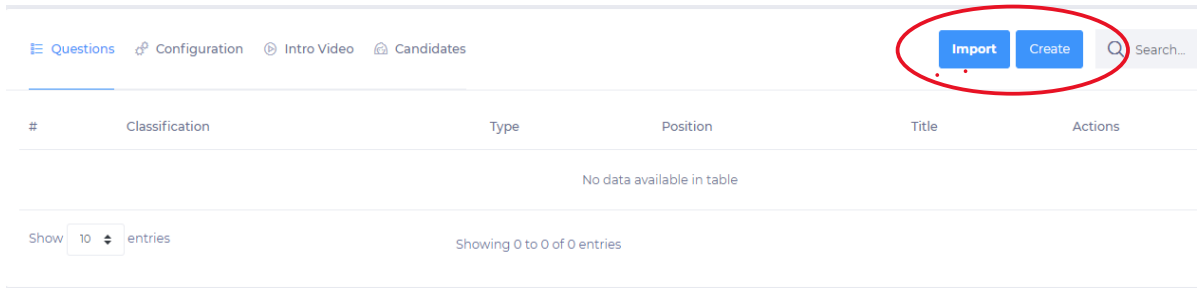 Questions Configuration Intro Video Candidates Import Create Search...
# Classification Type Position Title Actions
No data available in table
Show 10 entries Showing 0 to 0 of 0 entries